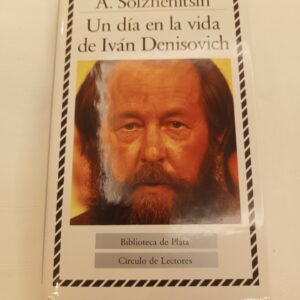 A. Solzhenitsin
Un día en la vida
de Iván Denisovich
Biblioteca de Plata
Círculo de Lectores